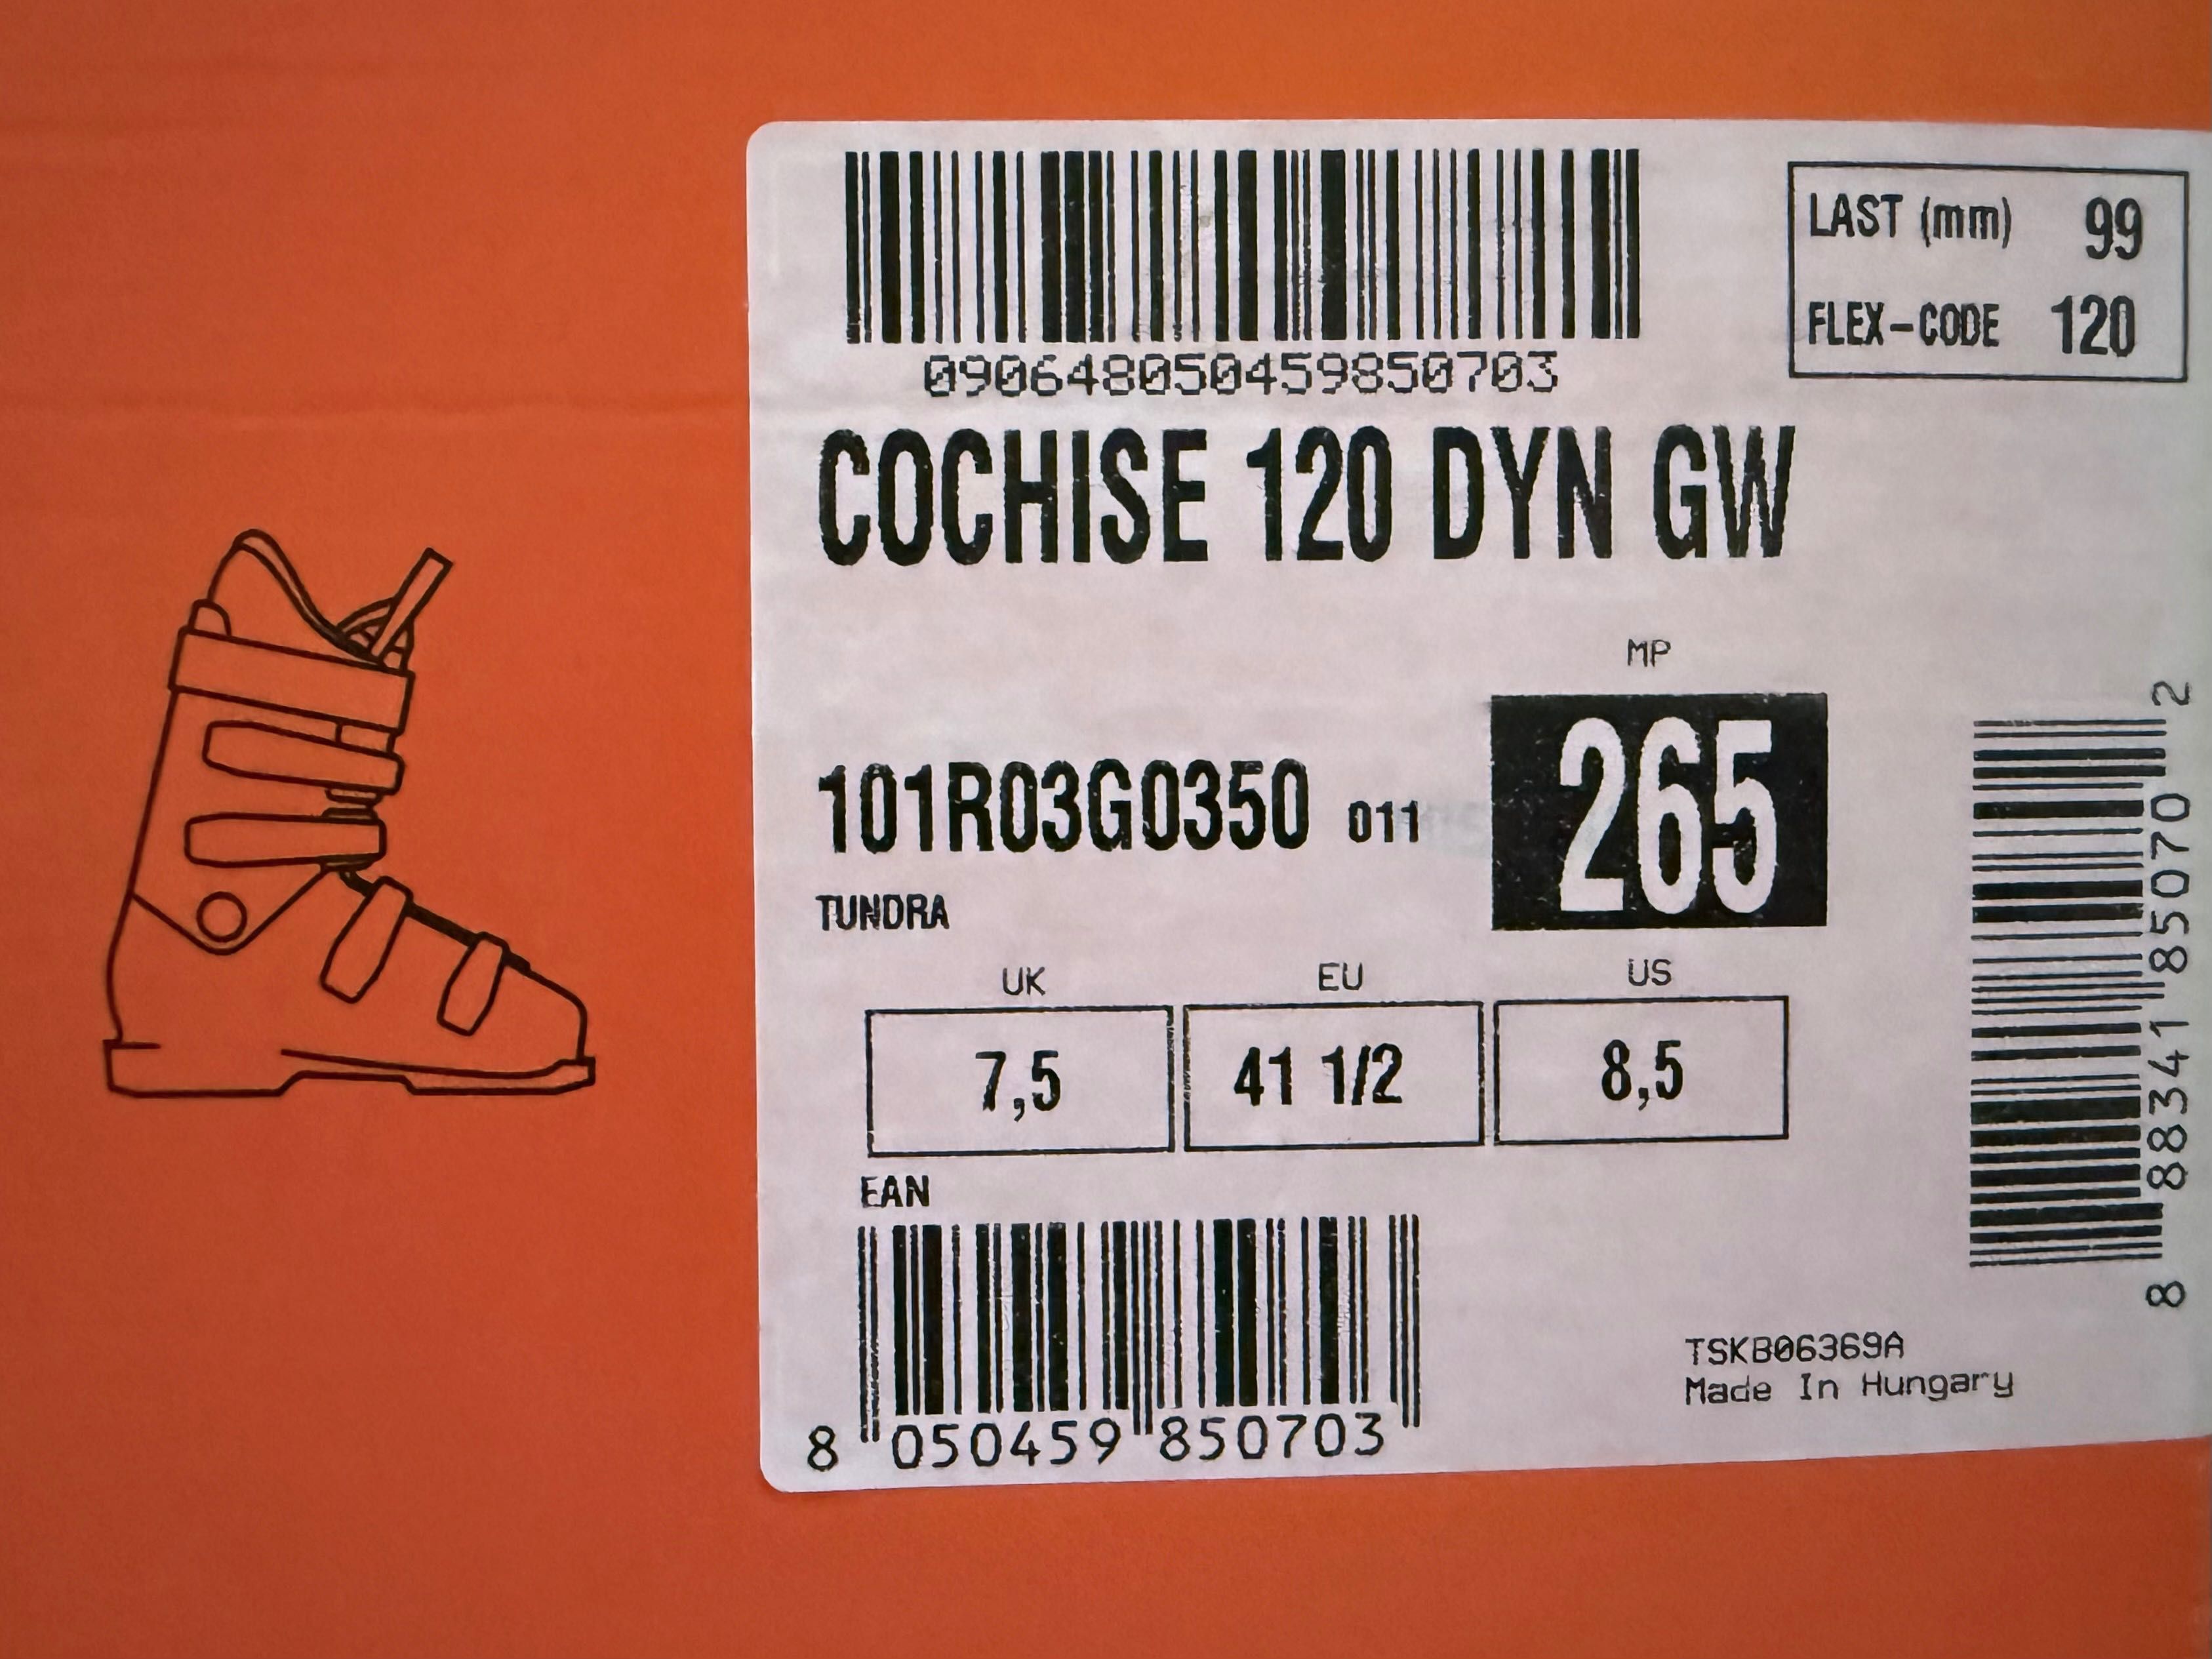 LAST (mm) 99
FLEX-CODE 120
090648050459850703
COCHISE 120 DYN GW
MP
265
101R03G0350 011
TUNDRA
UK EU US
7,5 41 1/2 8,5
EAN
8 050459 850703
8 88341 85070 2
TSKB06369A
Made In Hungary